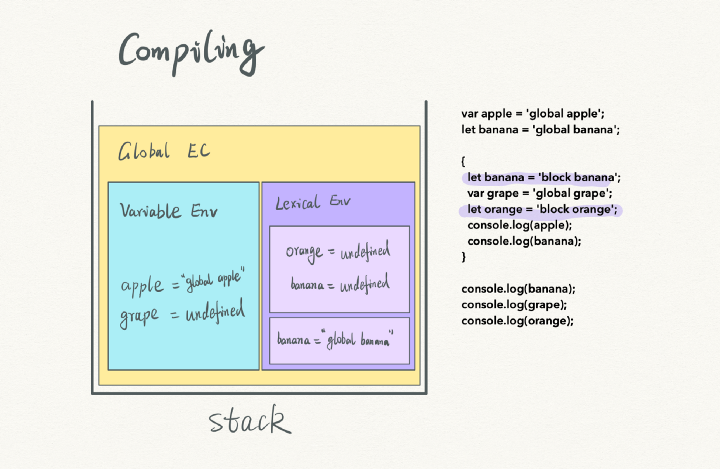 Compiling
Global EC
Variable Env
apple = "global apple"
grape = undefined
Lexical Env
orange = undefined
banana = undefined
banana = "global banana"
stack
var apple = 'global apple';
let banana = 'global banana';
{
let banana = 'block banana';
var grape = 'global grape';
let orange = 'block orange';
console.log(apple);
console.log(banana);
}
console.log(banana);
console.log(grape);
console.log(orange);